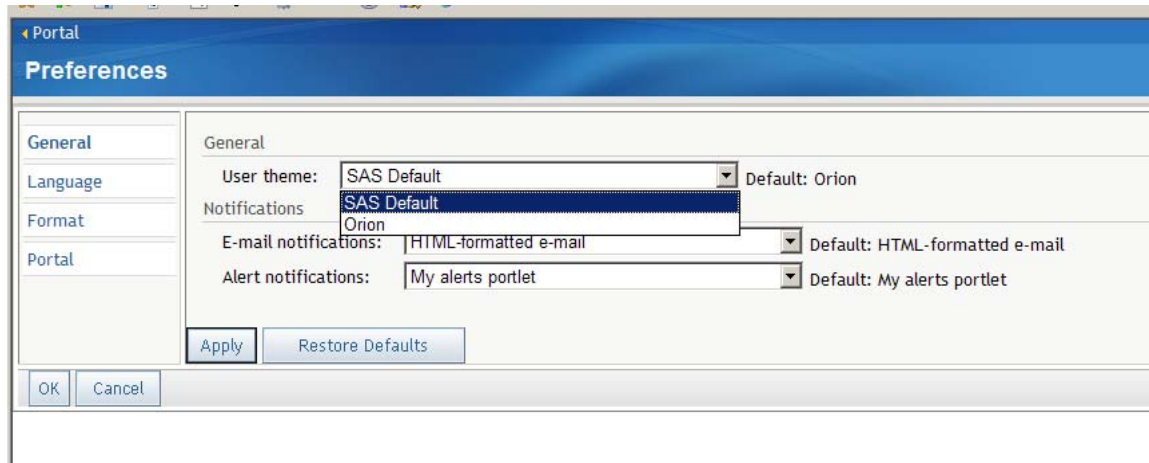 Portal
Preferences
General
Language
Format
Portal
General
User theme: SAS Default Default: Orion
SAS Default
Orion
Notifications
E-mail notifications: HTML-formatted e-mail Default: HTML-formatted e-mail
Alert notifications: My alerts portlet Default: My alerts portlet
Apply Restore Defaults
OK Cancel